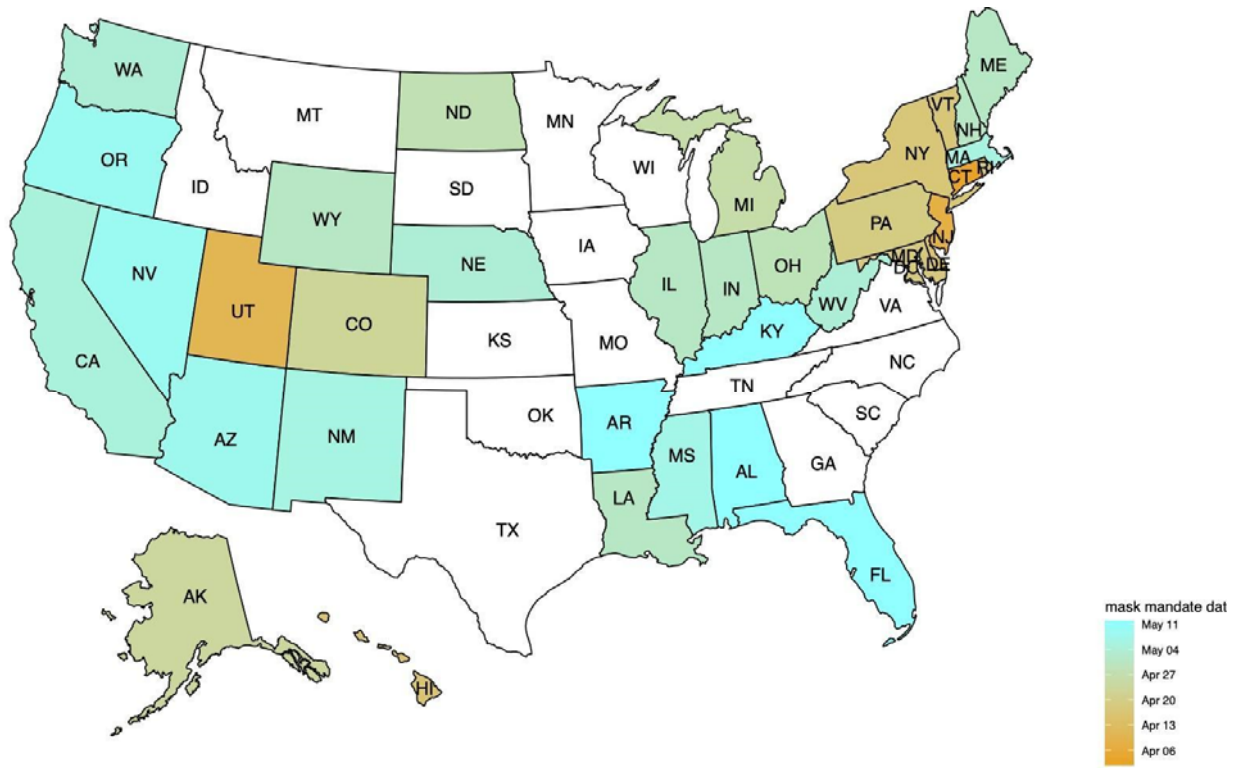 WA
MT
ND
MN
ME
OR
ID
SD
WI
MI
NY
VT
NH
MA
CT
RI
WY
IA
PA
NJ
NV
NE
IL
IN
OH
MD
DC
DE
UT
CO
KS
MO
WV
VA
KY
CA
NC
TN
AZ
NM
OK
AR
SC
MS
AL
GA
LA
TX
FL
AK
HI
mask mandate dat
May 11
May 04
Apr 27
Apr 20
Apr 13
Apr 06